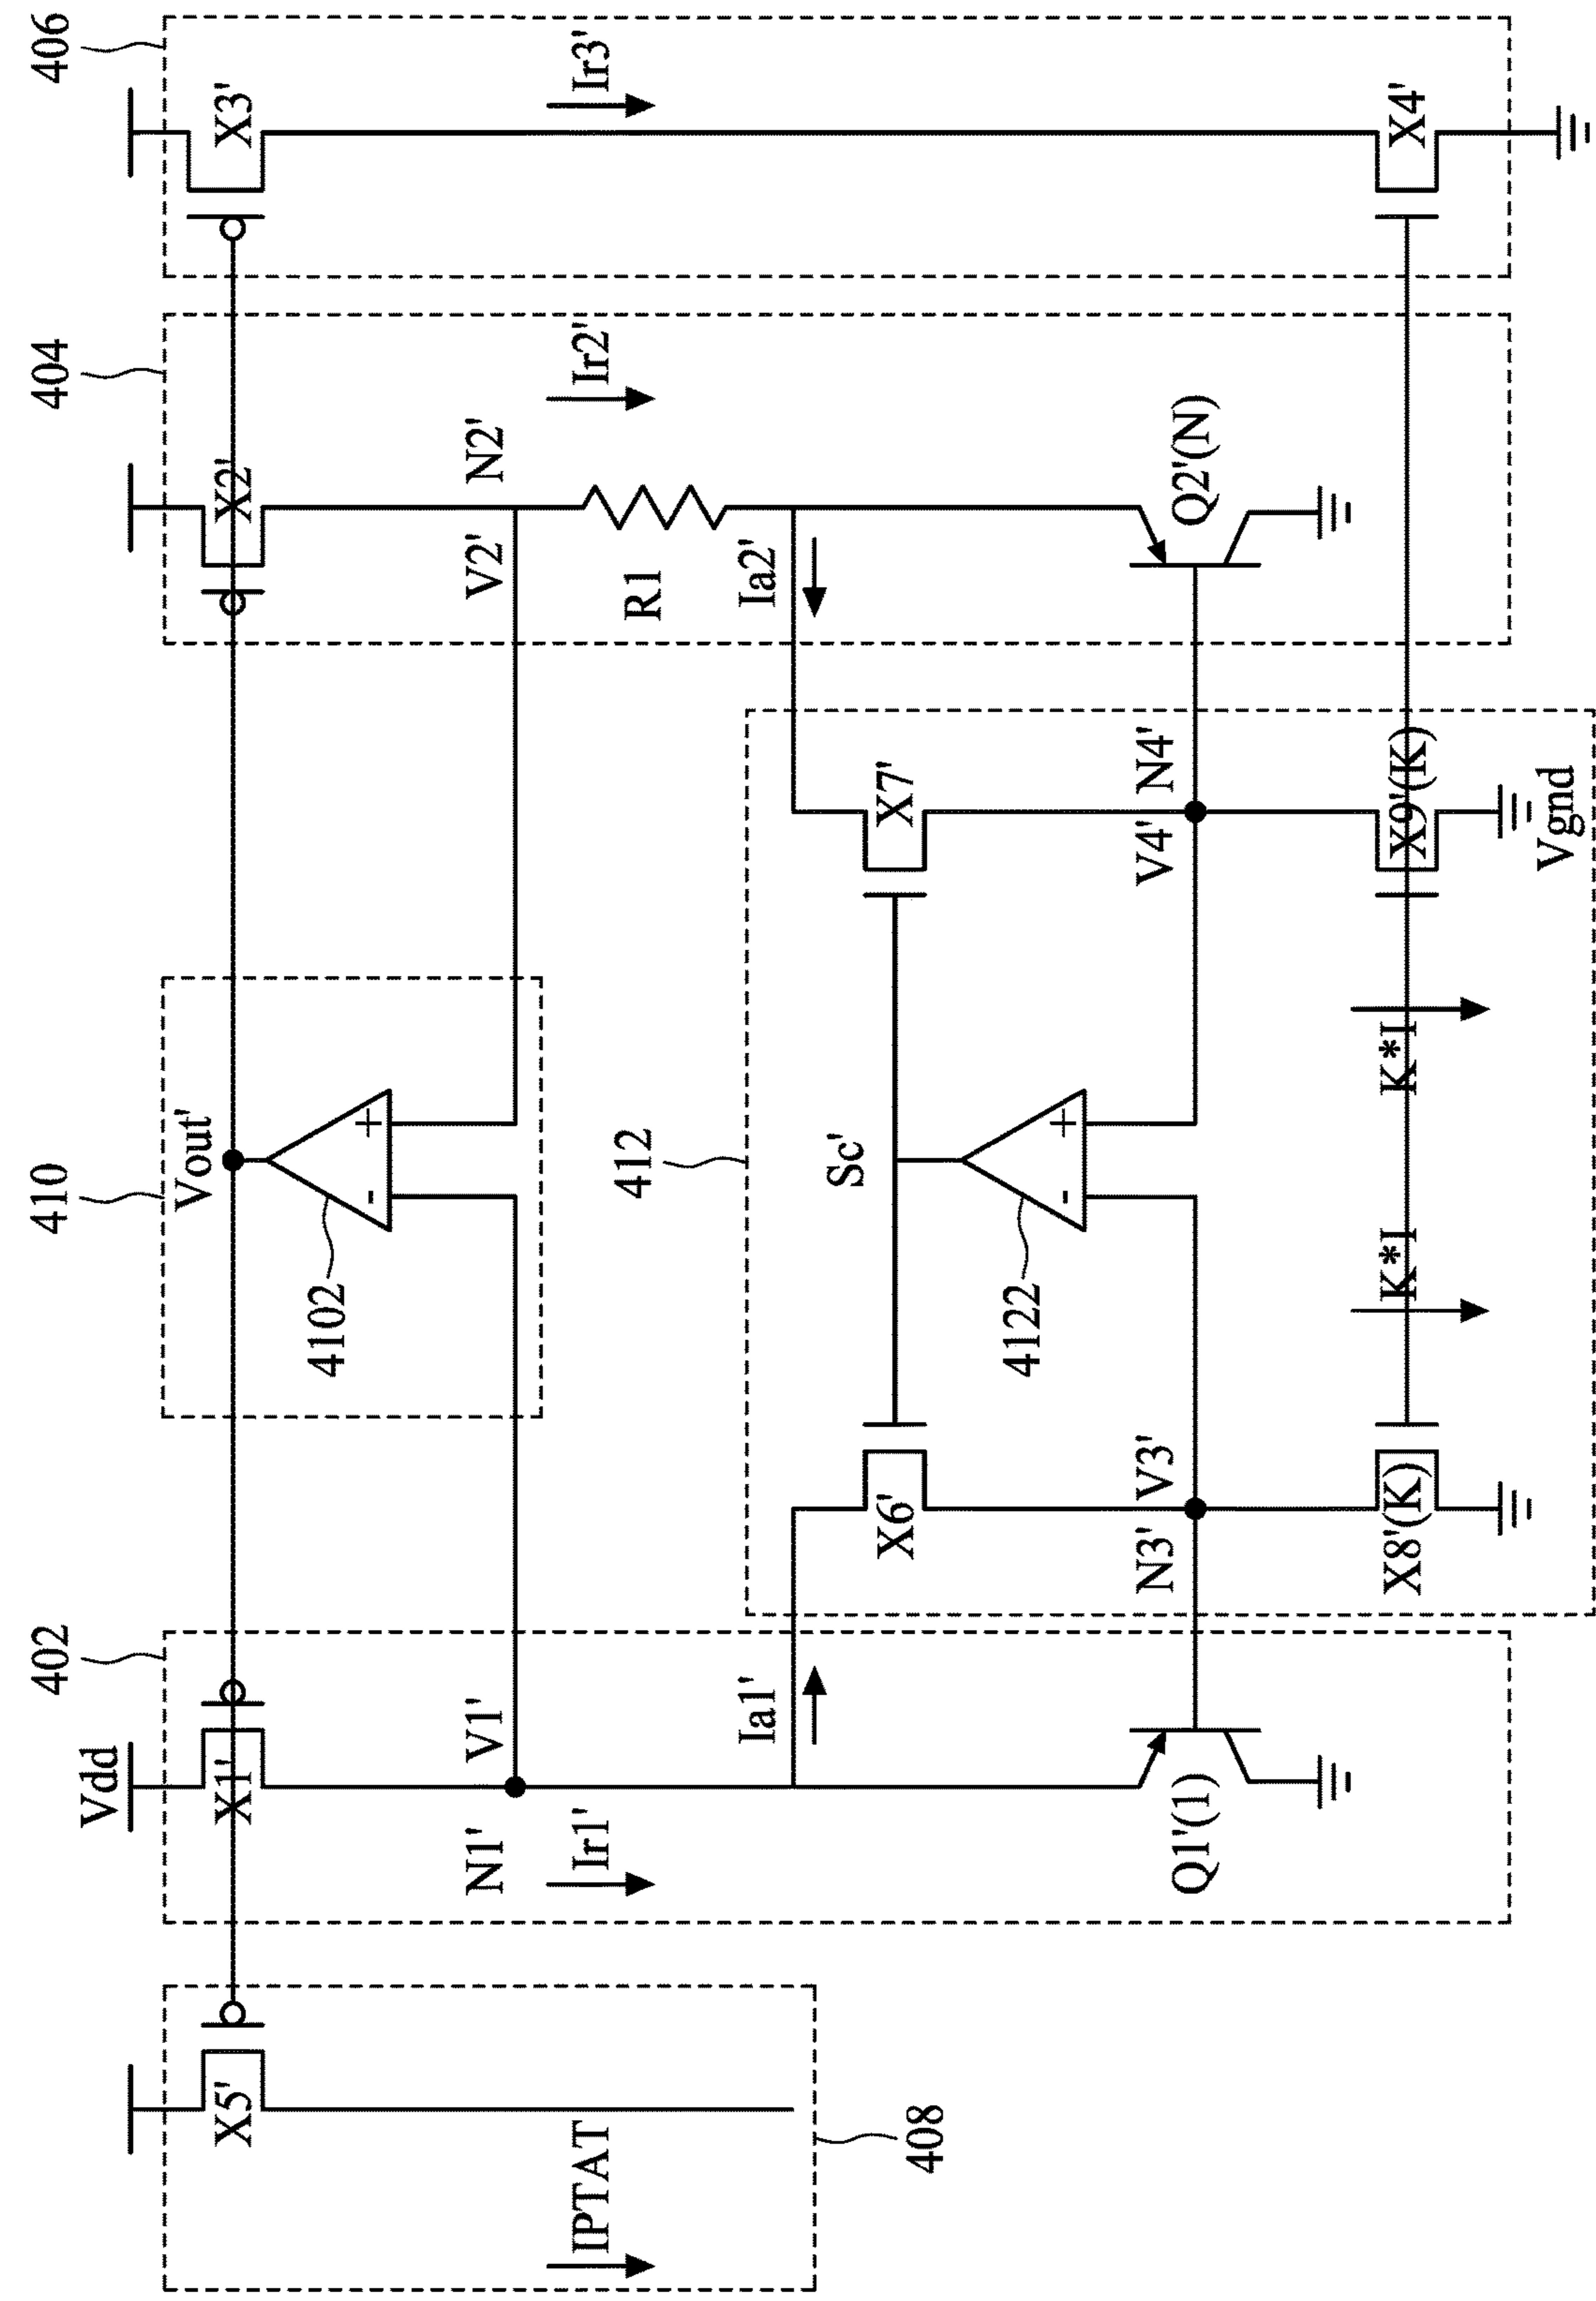 406
X3'
Ir3'
X4'
404
X2'
N2'
V2'
Ir2'
R1
Ia2'
Q2'(N)
410
Vout'
+
-
4102
412
X7'
N4'
V4'
X9'(K)
Vgnd
Sc'
+
-
4122
K*I
K*I
X6'
V3'
N3'
X8'(K)
402
Vdd
X1'
V1'
N1'
Ir1'
Ia1'
Q1'(1)
X5'
IPTAT
408